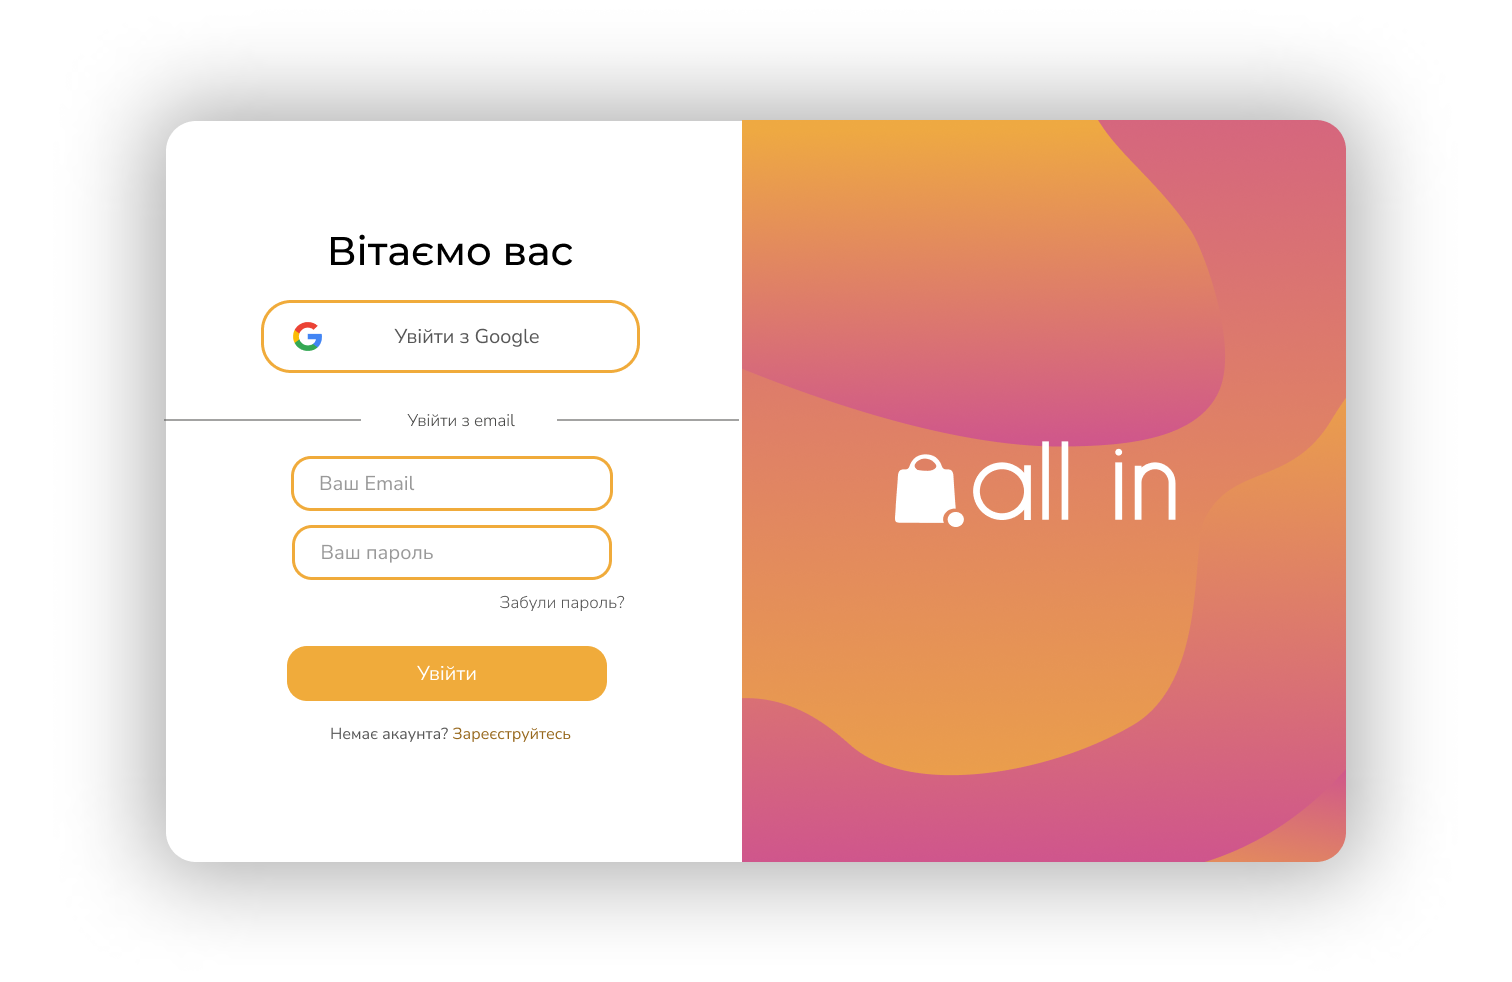 Вітаємо вас
Увійти з Google
Увійти з email
Ваш Email
Ваш пароль
Забули пароль?
Увійти
Немає акаунта? Зареєструйтесь
all in